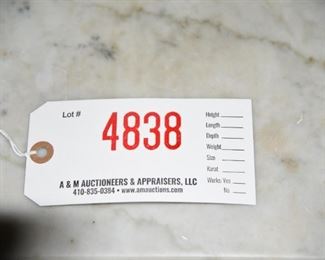 Lot #
4838
A & M AUCTIONEERS & APPRAISERS, LLC
410-835-0384 • www.amauctions.com
Height
Length
Depth
Weight
Size
Karat
Works Yes
No